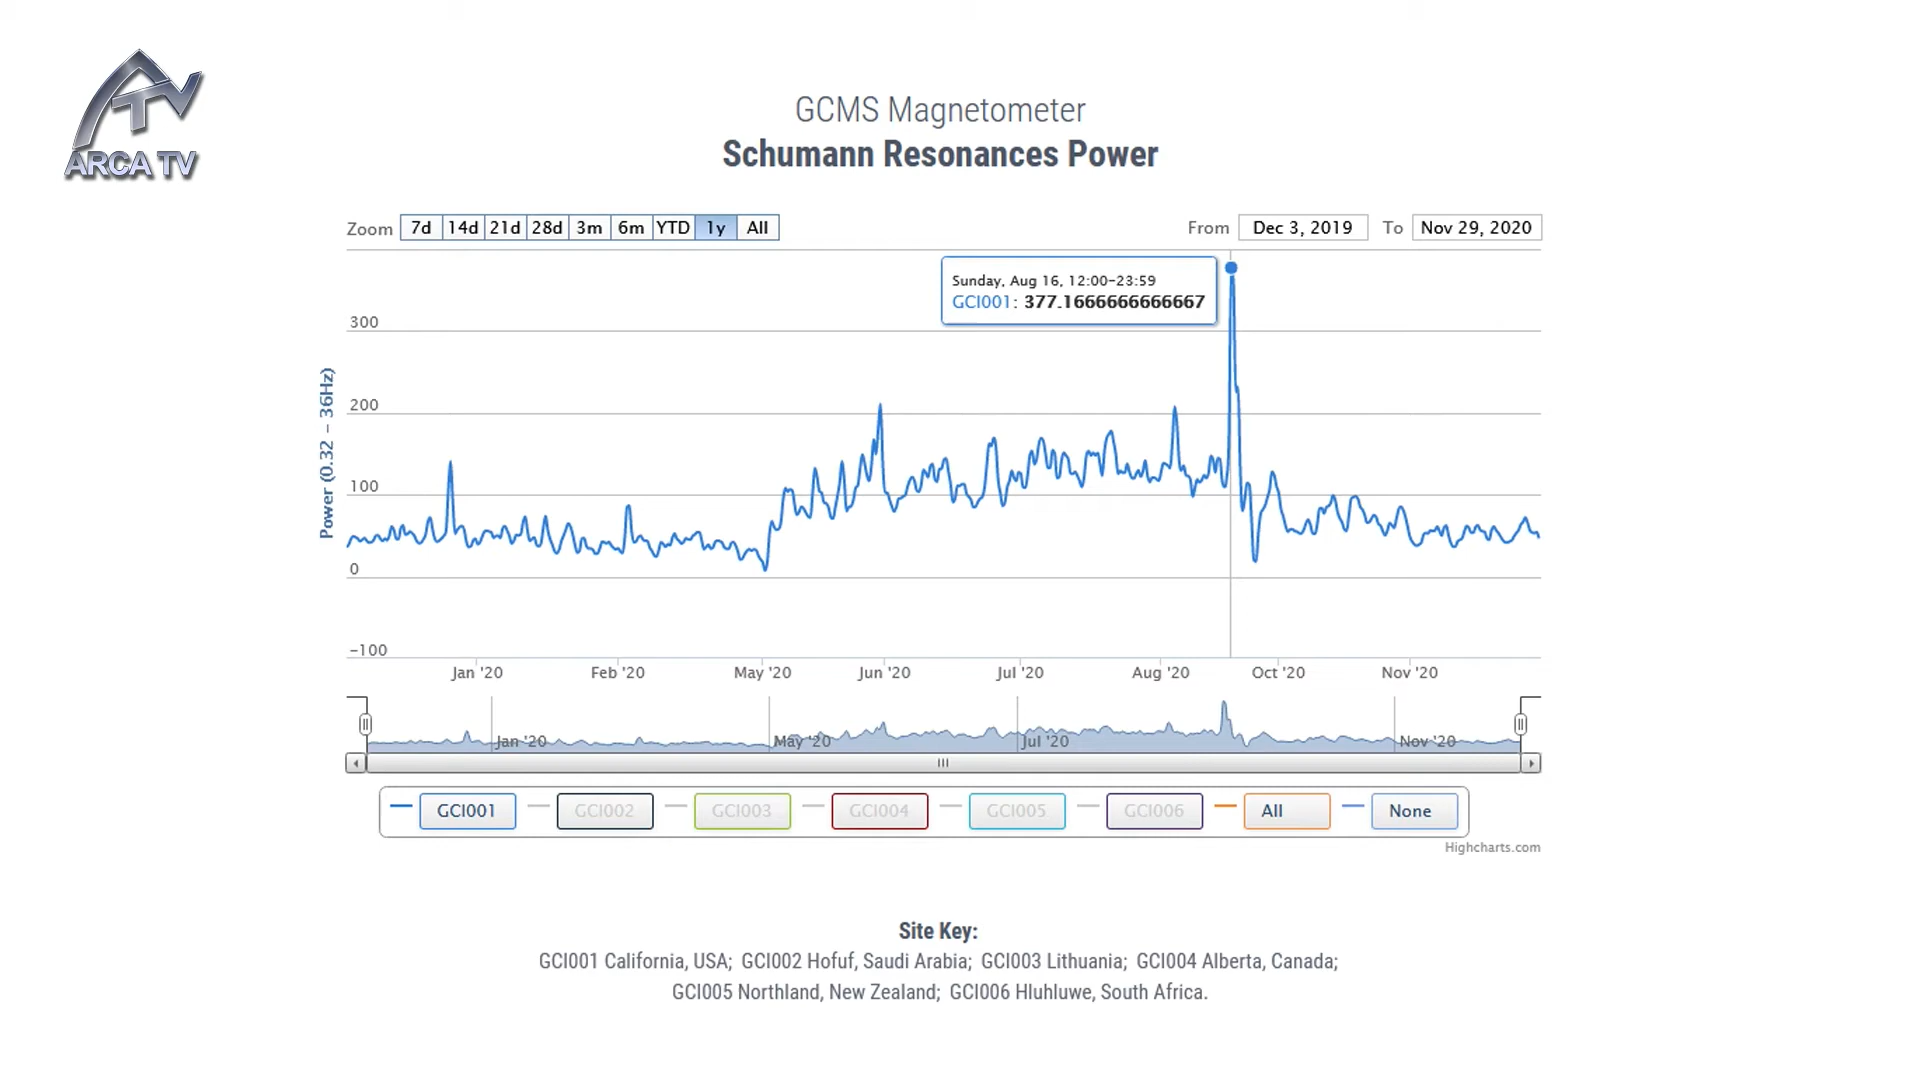 ATV
ARCA TV
GCMS Magnetometer
Schumann Resonances Power
Zoom 7d 14d 21d 28d 3m 6m YTD 1y All From Dec 3, 2019 To Nov 29, 2020
Sunday, Aug 16, 12:00-23:59
GCI001: 377.1666666666667
Power (0.32 – 36Hz)
300
200
100
0
-100
Jan '20 Feb '20 May '20 Jun '20 Jul '20 Aug '20 Oct '20 Nov '20
Jan '20 May '20 Jul '20 Nov '20
GCI001 GCI002 GCI003 GCI004 GCI005 GCI006 All None
Highcharts.com
Site Key:
GCI001 California, USA; GCI002 Hofuf, Saudi Arabia; GCI003 Lithuania; GCI004 Alberta, Canada;
GCI005 Northland, New Zealand; GCI006 Hluhluwe, South Africa.